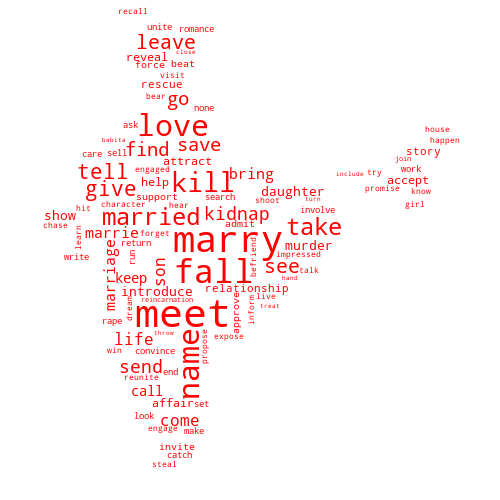 recall
unite romance
leave
close
reveal
force beat
visit
rescue
bear go none
love
ask
house
happen
babita
find save
care sell
story
join
attract
tell
engaged
bring
include try work
kill
give help
accept
daughter
promise know
support search shoot turn
girl
hit
married hear
kidnap involve
show
take
chase
marrie forget admit
learn
marry
return
murder
write
marriage run son
befriend
impressed
see talk
fall
keep
hand
introduce
relationship
dream
reincarnation
approve inform live
meet
treat
character
rape
throw
name propose expose
life
win convince
send end
reunite
call
affair set
look
come
engage make
invite
catch
steal